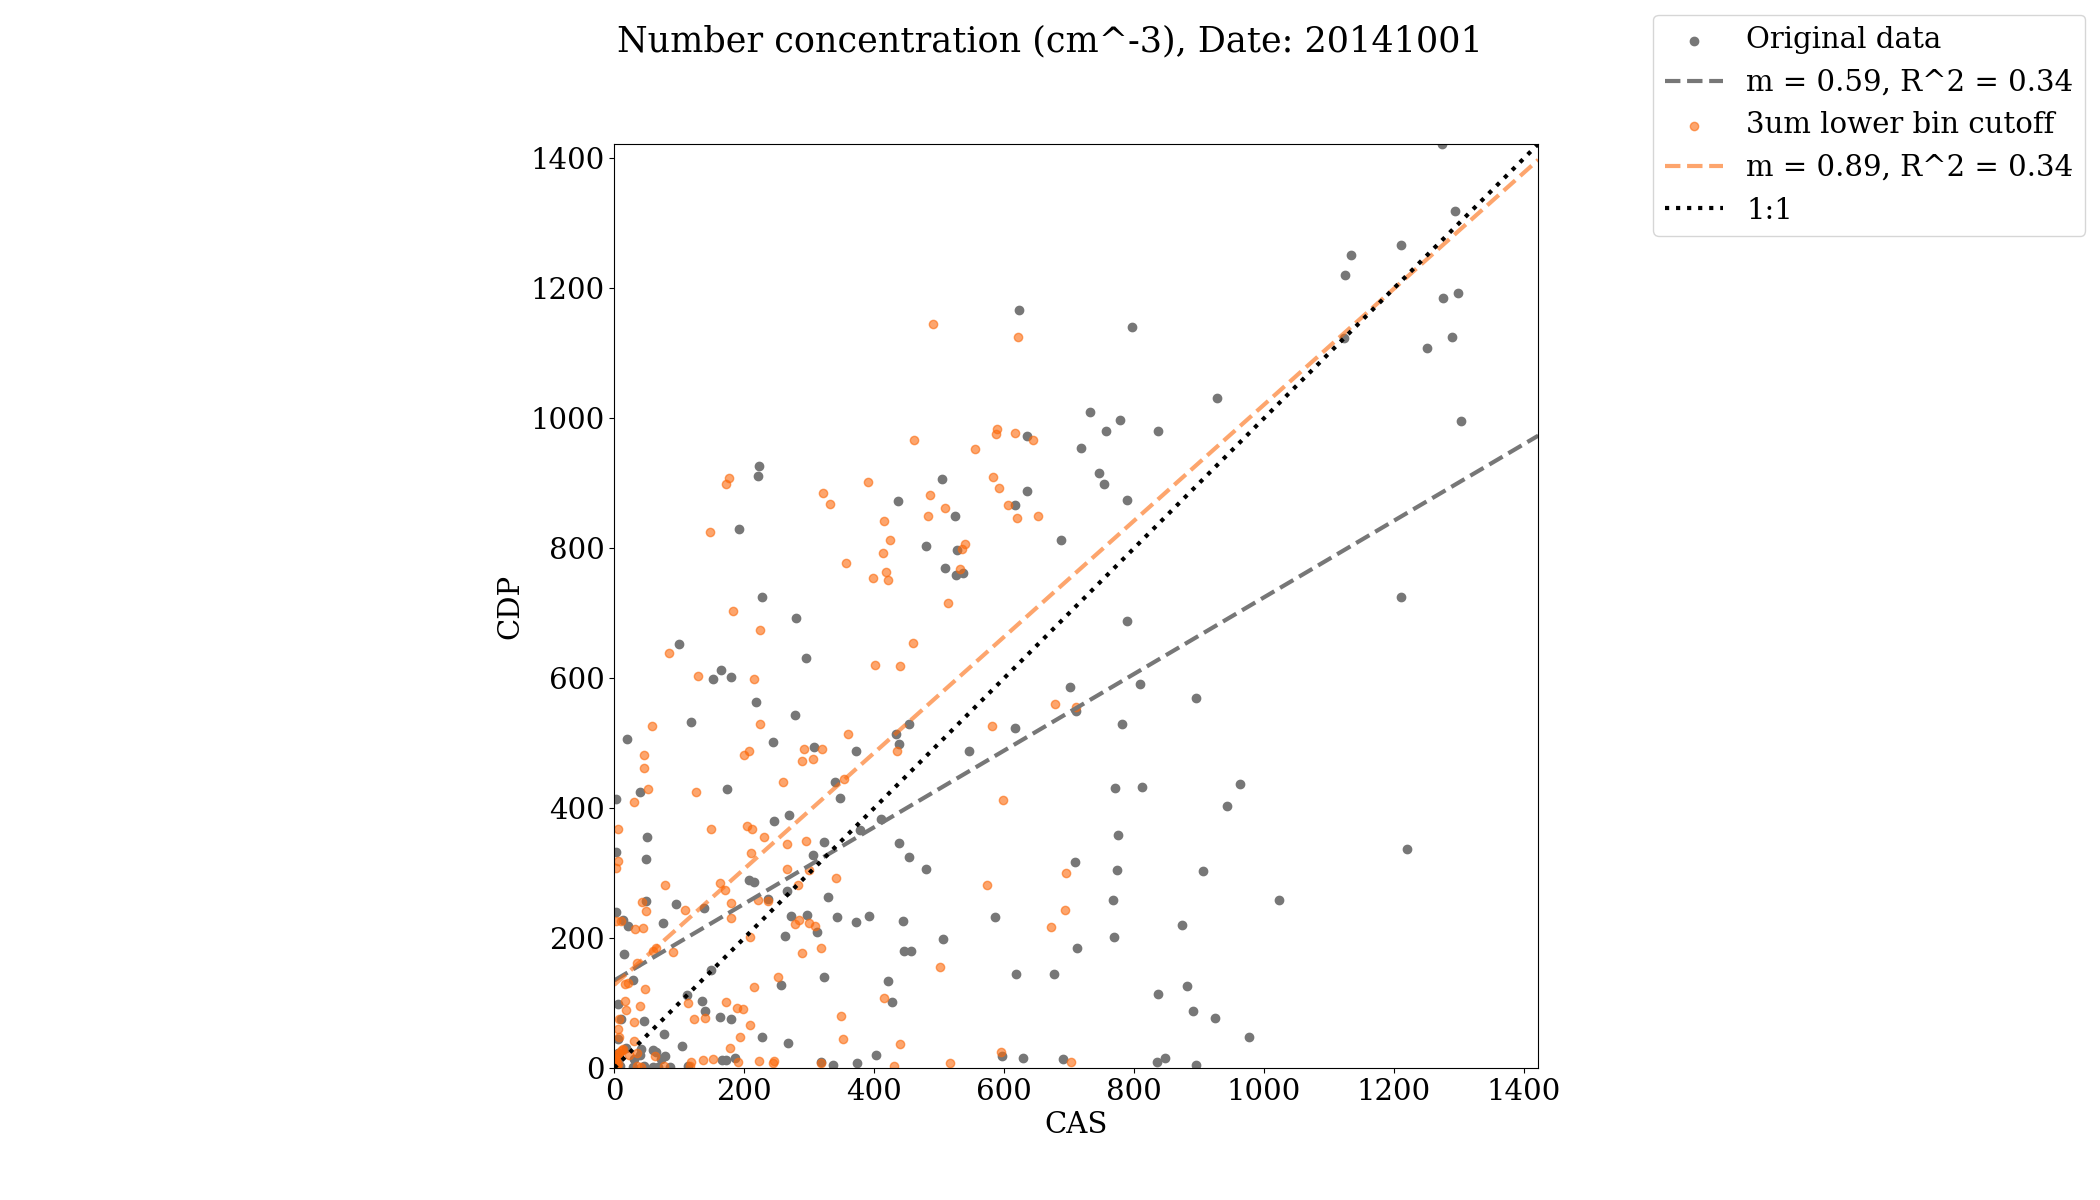 Number concentration (cm^-3), Date: 20141001
Original data
m = 0.59, R^2 = 0.34
3um lower bin cutoff
m = 0.89, R^2 = 0.34
1:1
1400
1200
1000
800
600
400
200
0
CDP
0 200 400 600 800 1000 1200 1400
CAS